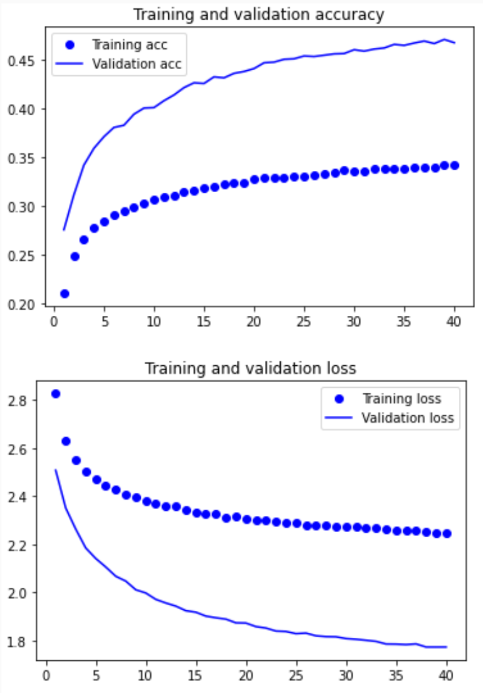 Training and validation accuracy
Training acc
Validation acc
0.45
0.40
0.35
0.30
0.25
0.20
0 5 10 15 20 25 30 35 40
Training and validation loss
Training loss
Validation loss
2.8
2.6
2.4
2.2
2.0
1.8
0 5 10 15 20 25 30 35 40